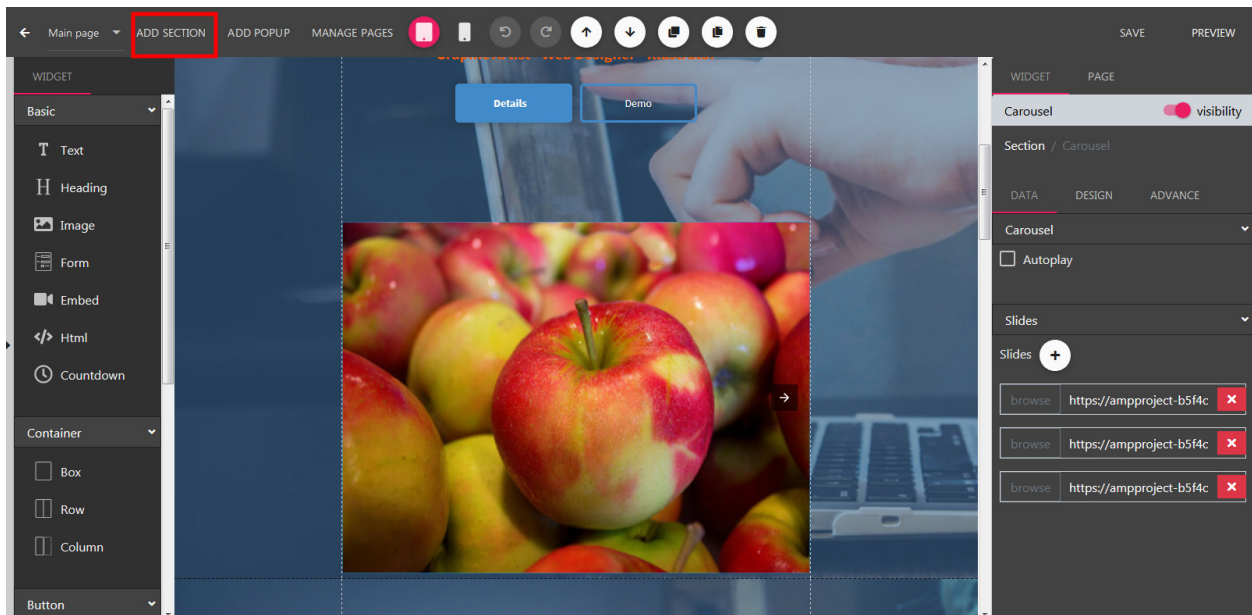 Main page ADD SECTION ADD POPUP MANAGE PAGES SAVE PREVIEW
WIDGET
Basic
Text
Heading
Image
Form
Embed
Html
Countdown
Container
Box
Row
Column
Button
Details Demo
WIDGET PAGE
Carousel visibility
Section / Carousel
DATA DESIGN ADVANCE
Carousel
Autoplay
Slides
Slides
browse https://ampproject-b5f4c
browse https://ampproject-b5f4c
browse https://ampproject-b5f4c